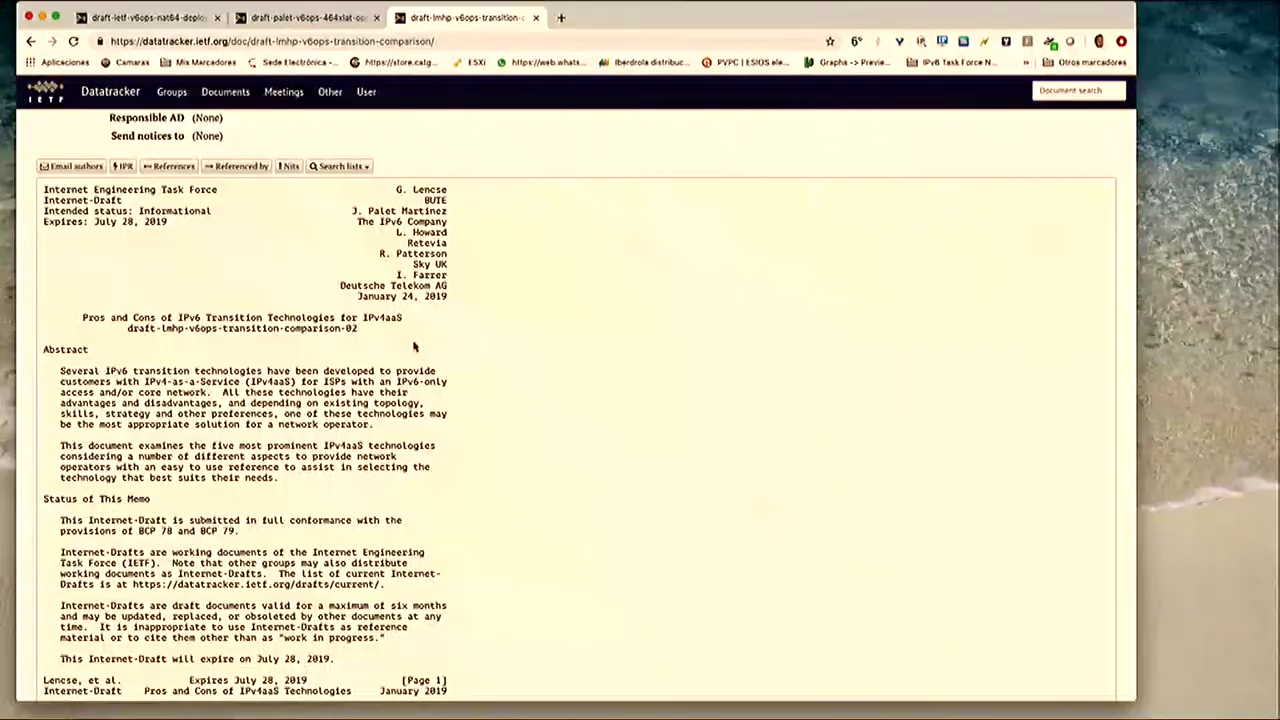 draft-ietf-v6ops-nat64-deploy
draft-palet-v6ops-464xlat-op
draft-lmhp-v6ops-transition-c
https://datatracker.ietf.org/doc/draft-lmhp-v6ops-transition-comparison/
6°
Aplicaciones
Camaras
Mis Marcadores
Sede Electrónica -...
https://store.catg...
ESXi
https://web.whats...
Iberdrola distribuc...
PVPC | ESIOS ele...
Graphs -> Previe...
IPv6 Task Force N...
»
Otros marcadores
IETF
Datatracker
Groups
Documents
Meetings
Other
User
Document search
Responsible AD (None)
Send notices to (None)
Email authors
IPR
References
Referenced by
Nits
Search lists
Internet Engineering Task Force G. Lencse
Internet-Draft BUTE
Intended status: Informational J. Palet Martinez
Expires: July 28, 2019 The IPv6 Company
L. Howard
Retevia
R. Patterson
Sky UK
I. Farrer
Deutsche Telekom AG
January 24, 2019
Pros and Cons of IPv6 Transition Technologies for IPv4aaS
draft-lmhp-v6ops-transition-comparison-02
Abstract
Several IPv6 transition technologies have been developed to provide
customers with IPv4-as-a-Service (IPv4aaS) for ISPs with an IPv6-only
access and/or core network. All these technologies have their
advantages and disadvantages, and depending on existing topology,
skills, strategy and other preferences, one of these technologies may
be the most appropriate solution for a network operator.
This document examines the five most prominent IPv4aaS technologies
considering a number of different aspects to provide network
operators with an easy to use reference to assist in selecting the
technology that best suits their needs.
Status of This Memo
This Internet-Draft is submitted in full conformance with the
provisions of BCP 78 and BCP 79.
Internet-Drafts are working documents of the Internet Engineering
Task Force (IETF). Note that other groups may also distribute
working documents as Internet-Drafts. The list of current Internet-
Drafts is at https://datatracker.ietf.org/drafts/current/.
Internet-Drafts are draft documents valid for a maximum of six months
and may be updated, replaced, or obsoleted by other documents at any
time. It is inappropriate to use Internet-Drafts as reference
material or to cite them other than as "work in progress."
This Internet-Draft will expire on July 28, 2019.
Lencse, et al. Expires July 28, 2019 [Page 1]
Internet-Draft Pros and Cons of IPv4aaS Technologies January 2019